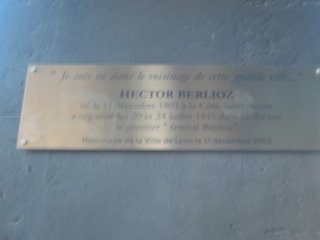 "Je suis né dans le voisinage de cette grande ville..."
HECTOR BERLIOZ
né le 11 décembre 1803 à la Côte-Saint-André
a organisé les 20 et 24 juillet 1845 dans ce théâtre
le premier "festival Berlioz"
Hommage de la Ville de Lyon le 11 décembre 2003